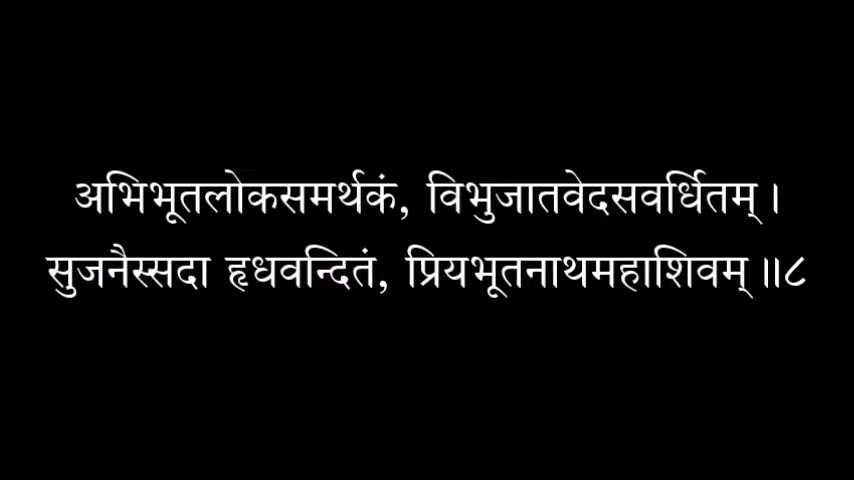 अभिभूतलोकसमर्थकं, विभुजातवेदसवर्धितम् ।
सुजनैस्सदा हृधवन्दितं, प्रियभूतनाथमहाशिवम् ॥८